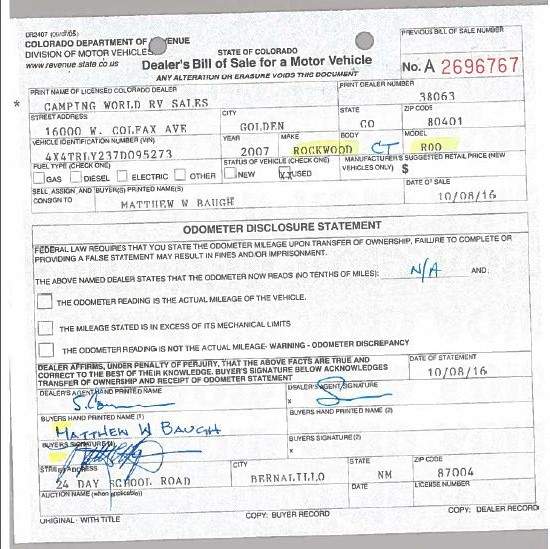 DR2407 (06/07/05)
COLORADO DEPARTMENT OF REVENUE
DIVISION OF MOTOR VEHICLES
www.revenue.state.co.us
STATE OF COLORADO
Dealer's Bill of Sale for a Motor Vehicle
ANY ALTERATION OR ERASURE VOIDS THIS DOCUMENT
PREVIOUS BILL OF SALE NUMBER
No. A 2696767
PRINT NAME OF LICENSED COLORADO DEALER
PRINT DEALER NUMBER
* CAMPING WORLD RV SALES
38063
STREET ADDRESS
CITY
STATE
ZIP CODE
16000 W. COLFAX AVE
GOLDEN
CO
80401
VEHICLE IDENTIFICATION NUMBER (VIN)
YEAR
MAKE
BODY
MODEL
4X4TRLY237D095273
2007
ROCKWOOD
CT
ROO
FUEL TYPE (CHECK ONE)
GAS DIESEL ELECTRIC OTHER
STATUS OF VEHICLE (CHECK ONE)
NEW XX USED
MANUFACTURER'S SUGGESTED RETAIL PRICE (NEW
VEHICLES ONLY) $
SELL, ASSIGN, AND
CONSIGN TO
BUYER(S) PRINTED NAME(S)
MATTHEW W BAUGH
DATE OF SALE
10/08/16
ODOMETER DISCLOSURE STATEMENT
FEDERAL LAW REQUIRES THAT YOU STATE THE ODOMETER MILEAGE UPON TRANSFER OF OWNERSHIP, FAILURE TO COMPLETE OR
PROVIDING A FALSE STATEMENT MAY RESULT IN FINES AND/OR IMPRISONMENT.
THE ABOVE NAMED DEALER STATES THAT THE ODOMETER NOW READS (NO TENTHS OF MILES): N/A AND,
THE ODOMETER READING IS THE ACTUAL MILEAGE OF THE VEHICLE.
THE MILEAGE STATED IS IN EXCESS OF ITS MECHANICAL LIMITS
THE ODOMETER READING IS NOT THE ACTUAL MILEAGE- WARNING - ODOMETER DISCREPANCY
DEALER AFFIRMS, UNDER PENALTY OF PERJURY, THAT THE ABOVE FACTS ARE TRUE AND
CORRECT TO THE BEST OF THEIR KNOWLEDGE. BUYER'S SIGNATURE BELOW ACKNOWLEDGES
TRANSFER OF OWNERSHIP AND RECEIPT OF ODOMETER STATEMENT
DATE OF STATEMENT
10/08/16
DEALER'S AGENT HAND PRINTED NAME
DEALER'S AGENT SIGNATURE
x
BUYERS HAND PRINTED NAME (1)
BUYERS HAND PRINTED NAME (2)
MATTHEW W BAUGH
BUYERS SIGNATURE (1)
BUYERS SIGNATURE (2)
x
STREET ADDRESS
CITY
STATE
ZIP CODE
24 DAY SCHOOL ROAD
BERNALILLO
NM
87004
AUCTION NAME (when applicable)
DATE
LICENSE NUMBER
ORIGINAL - WITH TITLE
COPY: BUYER RECORD
COPY: DEALER RECORD